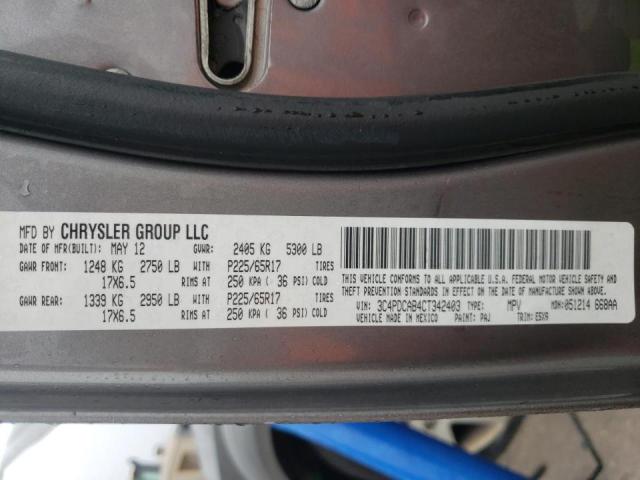 MFD BY CHRYSLER GROUP LLC
DATE OF MFR(BUILT): MAY 12 GVWR: 2405 KG 5300 LB
GAWR FRONT: 1248 KG 2750 LB WITH P225/65R17 TIRES
17X6.5 RIMS AT 250 KPA ( 36 PSI) COLD
GAWR REAR: 1339 KG 2950 LB WITH P225/65R17 TIRES
17X6.5 RIMS AT 250 KPA ( 36 PSI) COLD
THIS VEHICLE CONFORMS TO ALL APPLICABLE U.S.A. FEDERAL MOTOR VEHICLE SAFETY AND
THEFT PREVENTION STANDARDS IN EFFECT ON THE DATE OF MANUFACTURE SHOWN ABOVE.
VIN: 3C4PDCAB4CT342403 TYPE: MPV MDH: 051214 668AA
VEHICLE MADE IN MEXICO PAINT: PAJ TRIM: E5X9